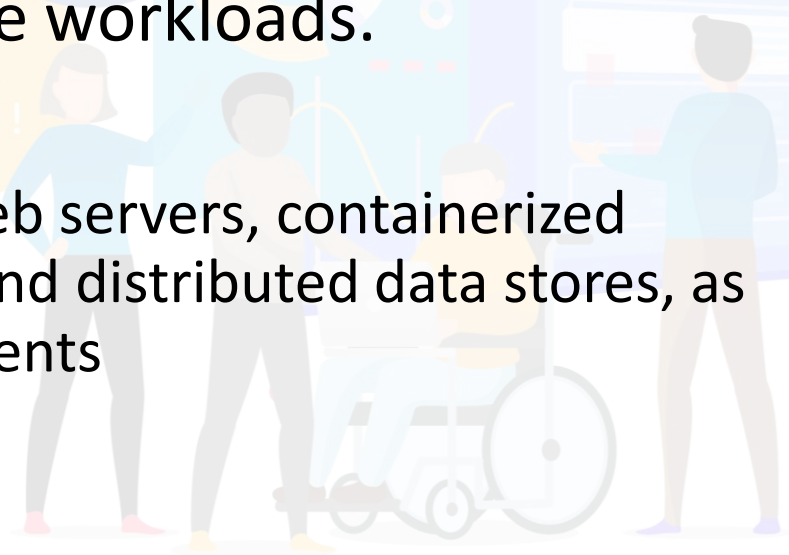 e workloads.
eb servers, containerized
nd distributed data stores, as
ents